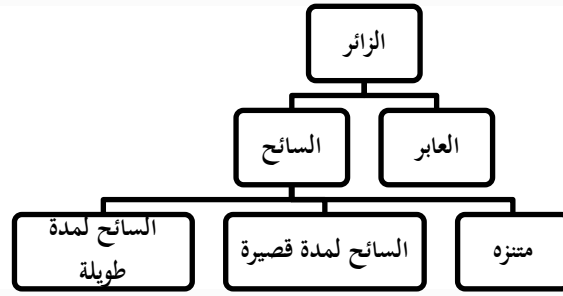 الزائر
العابر
السائح
متنزه
السائح لمدة قصيرة
السائح لمدة
طويلة